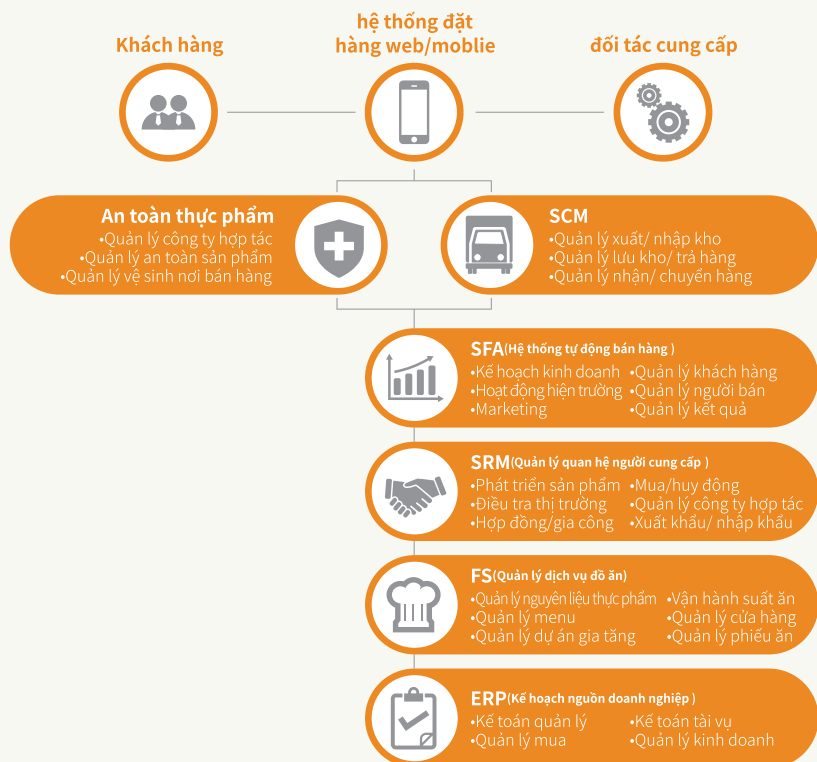 Khách hàng
hệ thống đặt
hàng web/moblie
đối tác cung cấp
An toàn thực phẩm
•Quản lý công ty hợp tác
•Quản lý an toàn sản phẩm
•Quản lý vệ sinh nơi bán hàng
SCM
•Quản lý xuất/ nhập kho
•Quản lý lưu kho/ trả hàng
•Quản lý nhận/ chuyển hàng
SFA(Hệ thống tự động bán hàng )
•Kế hoạch kinh doanh •Quản lý khách hàng
•Hoạt động hiện trường •Quản lý người bán
•Marketing •Quản lý kết quả
SRM(Quản lý quan hệ người cung cấp )
•Phát triển sản phẩm •Mua/huy động
•Điều tra thị trường •Quản lý công ty hợp tác
•Hợp đồng/gia công •Xuất khẩu/ nhập khẩu
FS(Quản lý dịch vụ đồ ăn)
•Quản lý nguyên liệu thực phẩm •Vận hành suất ăn
•Quản lý menu •Quản lý cửa hàng
•Quản lý dự án gia tăng •Quản lý phiếu ăn
ERP(Kế hoạch nguồn doanh nghiệp )
•Kế toán quản lý •Kế toán tài vụ
•Quản lý mua •Quản lý kinh doanh